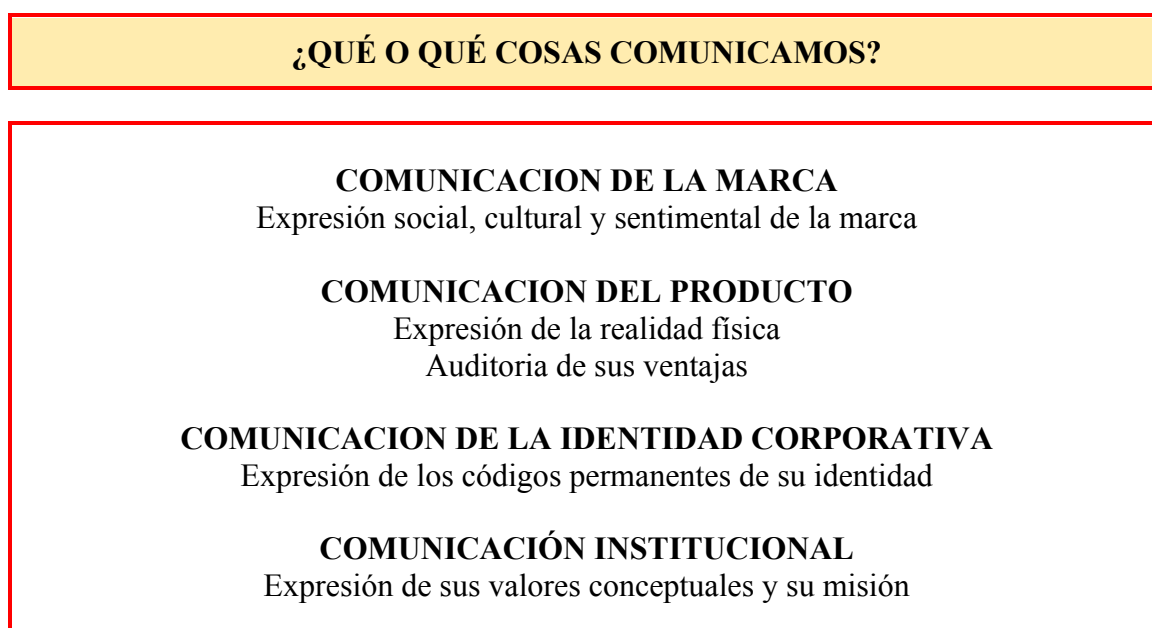 ¿QUÉ O QUÉ COSAS COMUNICAMOS?
COMUNICACION DE LA MARCA
Expresión social, cultural y sentimental de la marca
COMUNICACION DEL PRODUCTO
Expresión de la realidad física
Auditoria de sus ventajas
COMUNICACION DE LA IDENTIDAD CORPORATIVA
Expresión de los códigos permanentes de su identidad
COMUNICACIÓN INSTITUCIONAL
Expresión de sus valores conceptuales y su misión